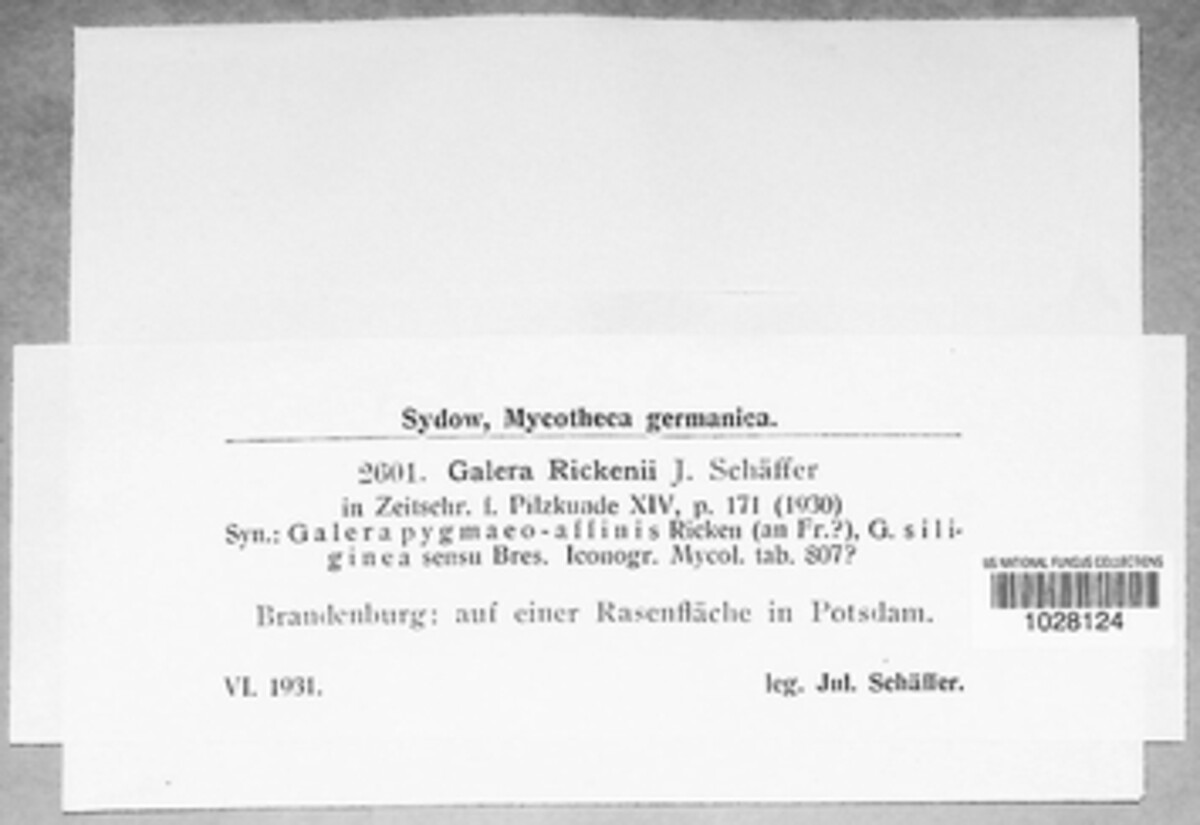 Sydow, Mycotheca germanica.
2601. Galera Rickenii J. Schäffer
in Zeitschr. f. Pilzkunde XIV, p. 171 (1930)
Syn.: Galera pygmaeo-affinis Ricken (an Fr.?), G. sili-
ginea sensu Bres. Iconogr. Mycol. tab. 807?
Brandenburg: auf einer Rasenfläche in Potsdam.
VI. 1931. leg. Jul. Schäffer.
US NATIONAL FUNGUS COLLECTIONS
1028124